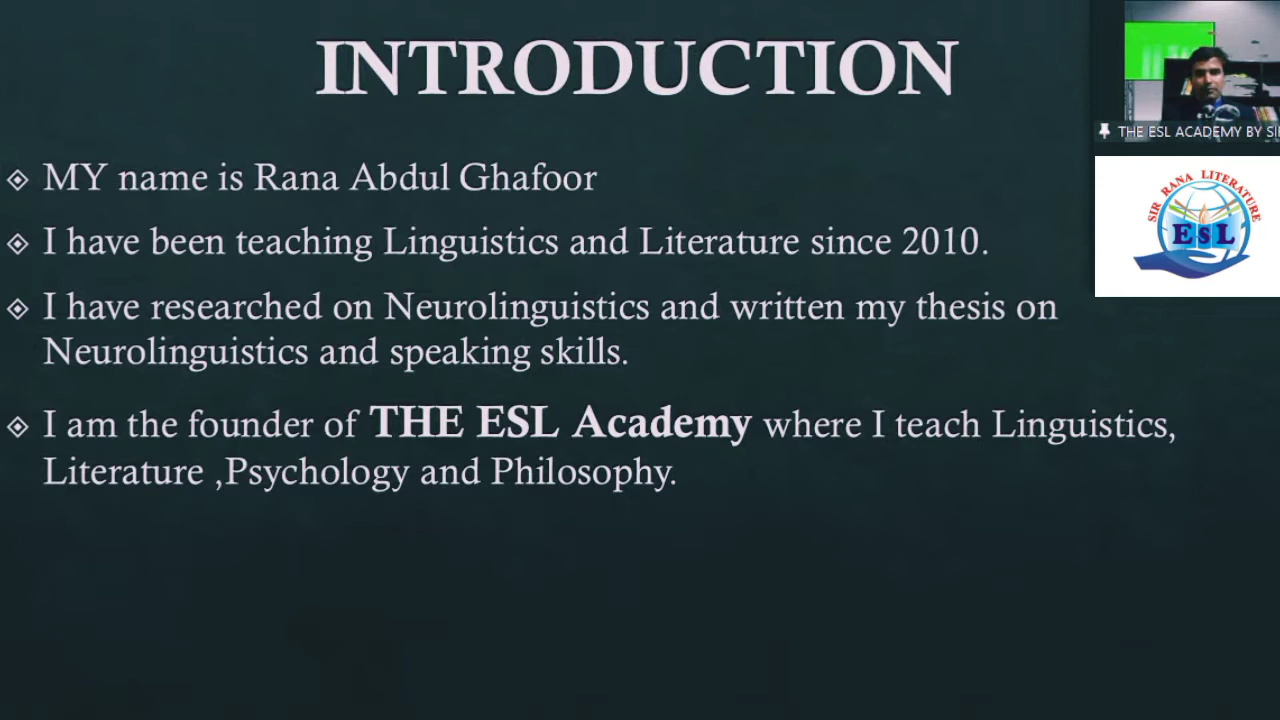 INTRODUCTION
MY name is Rana Abdul Ghafoor
I have been teaching Linguistics and Literature since 2010.
I have researched on Neurolinguistics and written my thesis on
Neurolinguistics and speaking skills.
I am the founder of THE ESL Academy where I teach Linguistics,
Literature ,Psychology and Philosophy.
THE ESL ACADEMY BY SI
SIR RANA LITERATURE
EsL